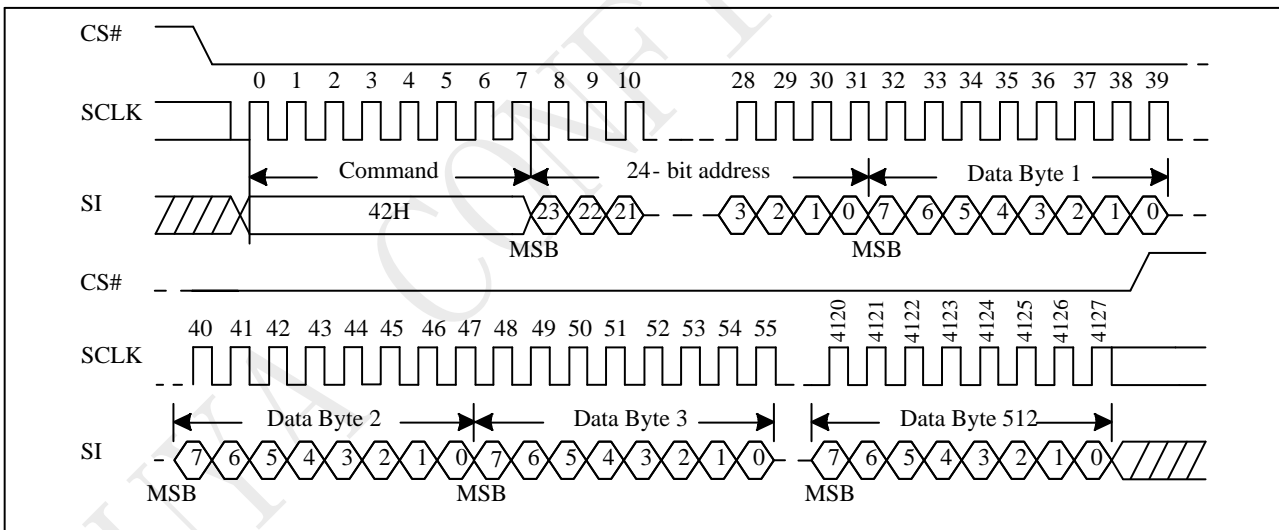 CS#
0 1 2 3 4 5 6 7 8 9 10 28 29 30 31 32 33 34 35 36 37 38 39
SCLK
Command 24- bit address Data Byte 1
SI 42H 23 22 21 3 2 1 0 7 6 5 4 3 2 1 0
MSB MSB
CS#
40 41 42 43 44 45 46 47 48 49 50 51 52 53 54 55 4120 4121 4122 4123 4124 4125 4126 4127
SCLK
Data Byte 2 Data Byte 3 Data Byte 512
SI 7 6 5 4 3 2 1 0 7 6 5 4 3 2 1 0 7 6 5 4 3 2 1 0
MSB MSB MSB